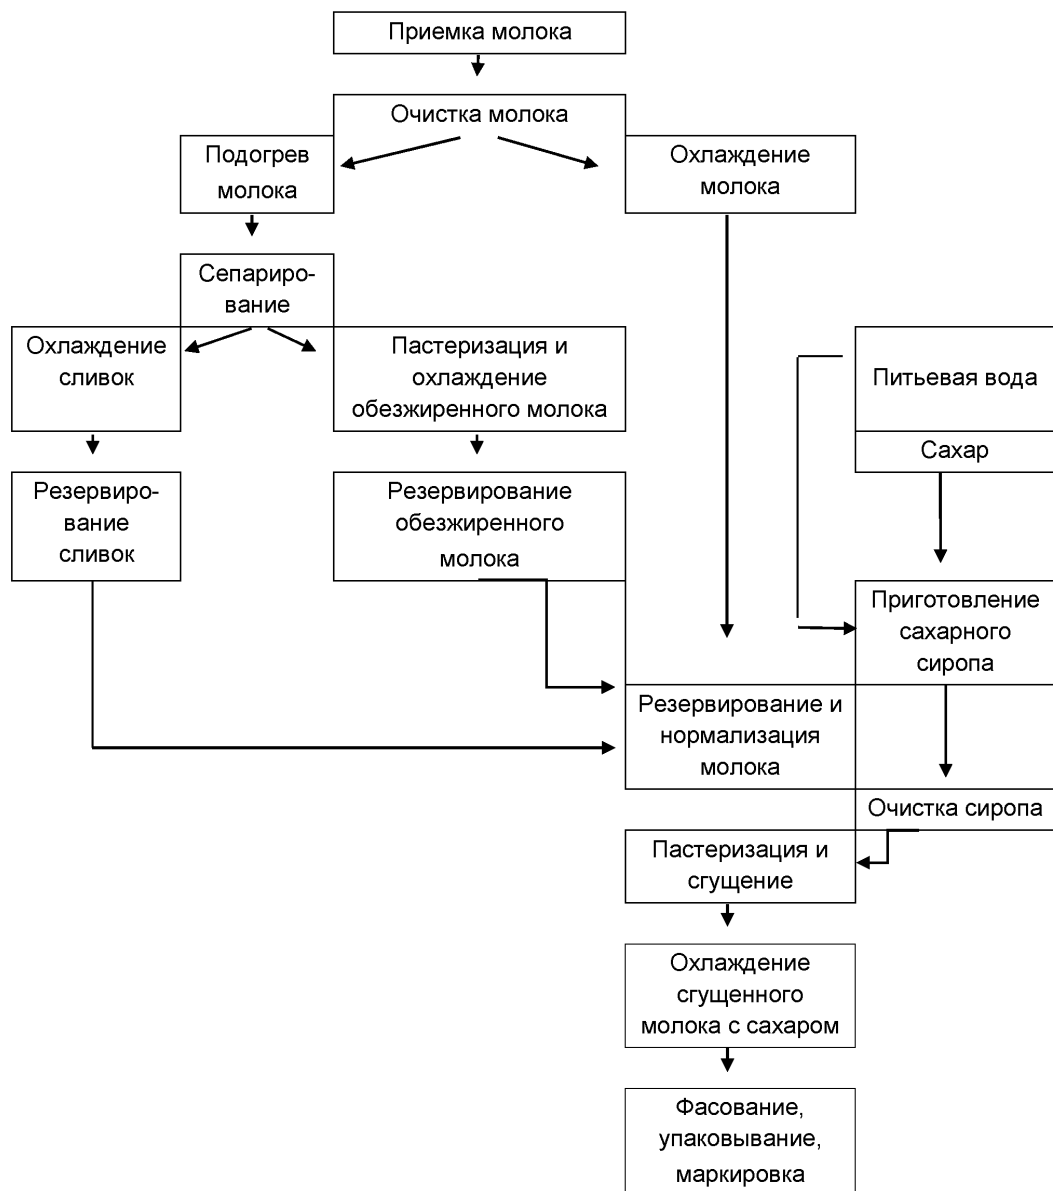 Приемка молока
Очистка молока
Подогрев
молока
Охлаждение
молока
Сепариро-
вание
Охлаждение
сливок
Пастеризация и
охлаждение
обезжиренного молока
Питьевая вода
Сахар
Резервиро-
вание
сливок
Резервирование
обезжиренного
молока
Приготовление
сахарного
сиропа
Резервирование и
нормализация
молока
Очистка сиропа
Пастеризация и
сгущение
Охлаждение
сгущенного
молока с сахаром
Фасование,
упаковывание,
маркировка